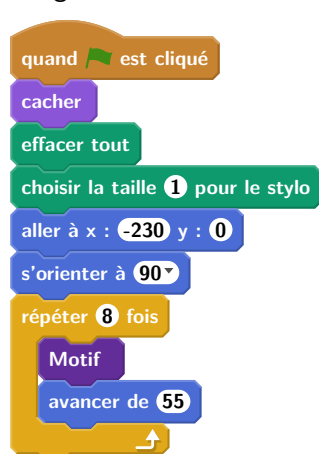 quand est cliqué
cacher
effacer tout
choisir la taille 1 pour le stylo
aller à x : -230 y : 0
s'orienter à 90
répéter 8 fois
Motif
avancer de 55